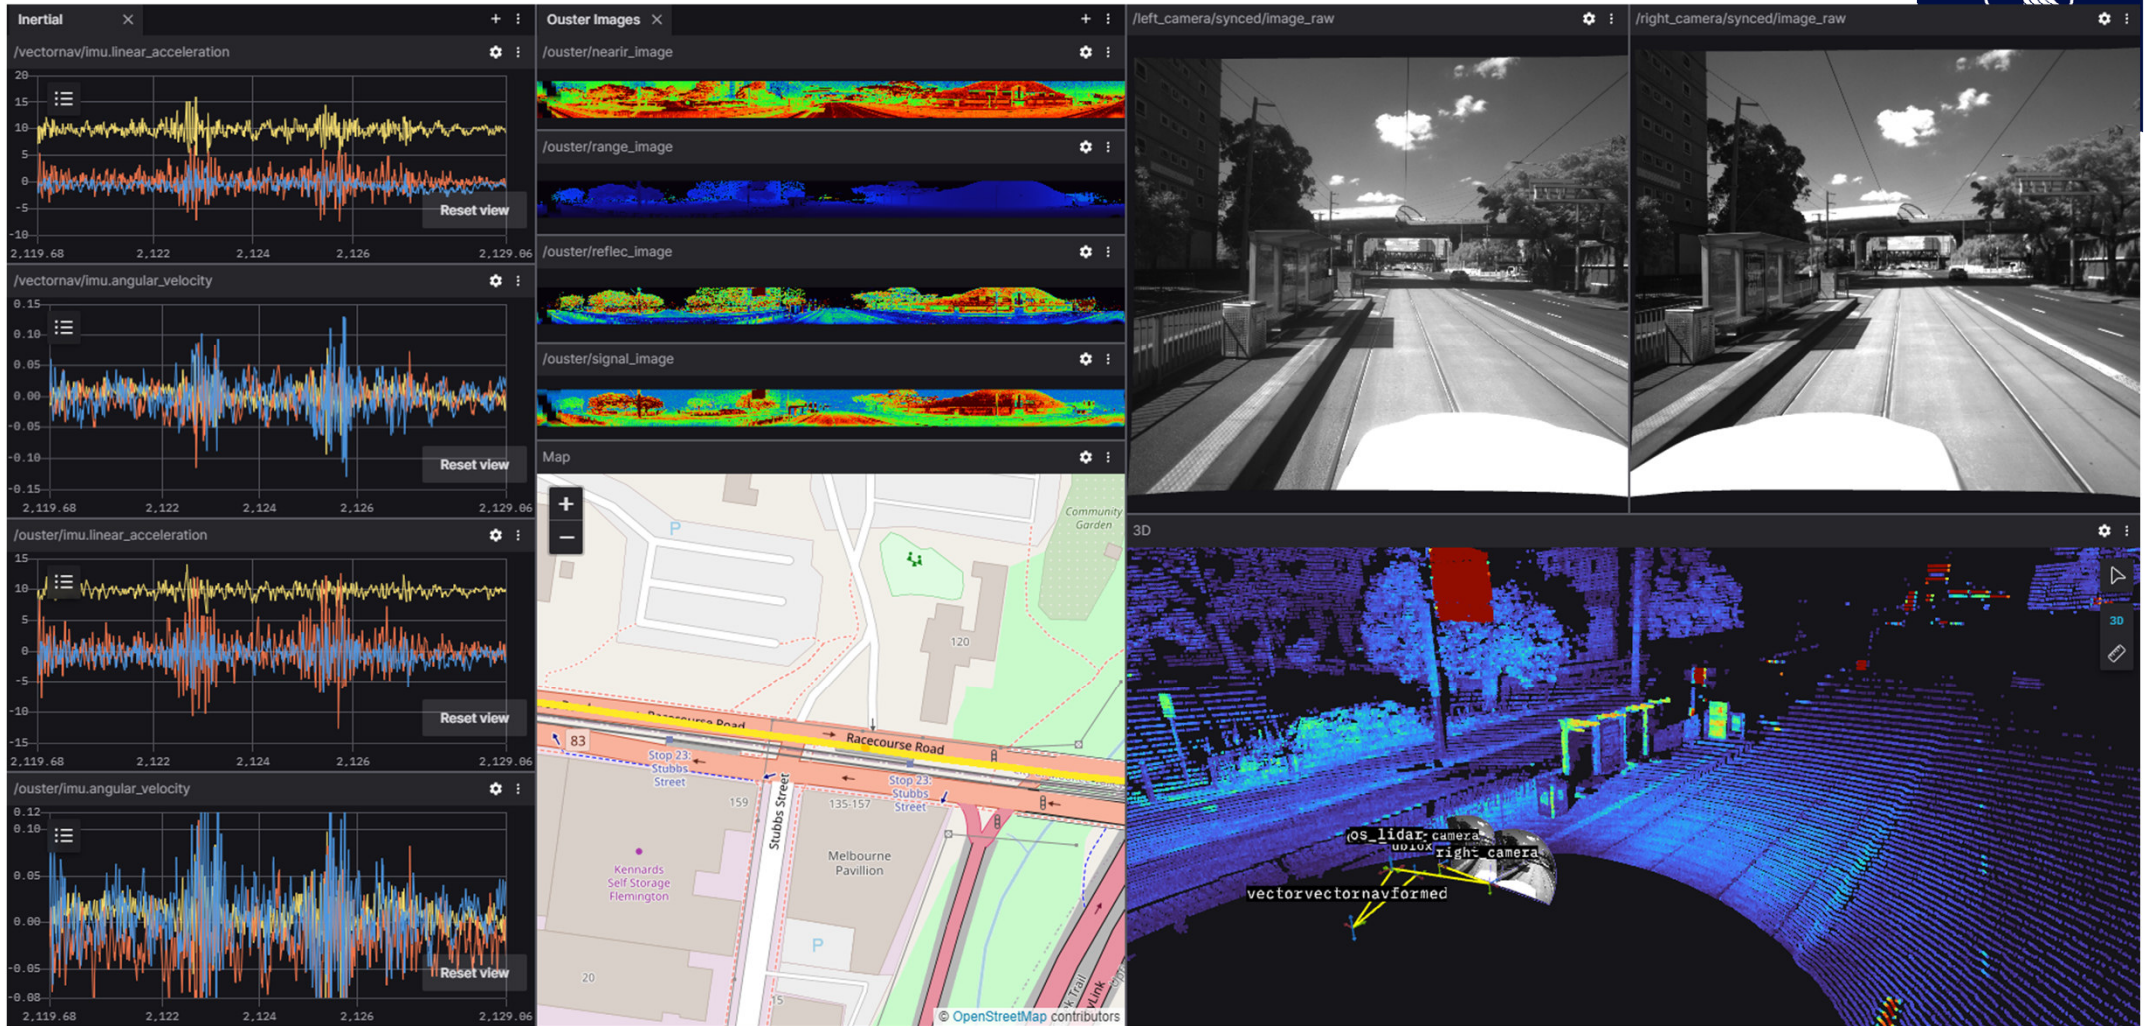 Inertial
/vectornav/imu.linear_acceleration
20
15
10
5
0
-5
-10
Reset view
2,119.68 2,122 2,124 2,126 2,129.06
/vectornav/imu.angular_velocity
0.15
0.10
0.05
0.00
-0.05
-0.10
-0.15
Reset view
2,119.68 2,122 2,124 2,126 2,129.06
/ouster/imu.linear_acceleration
15
10
5
0
-5
-10
-15
Reset view
2,119.68 2,122 2,124 2,126 2,129.06
/ouster/imu.angular_velocity
0.12
0.10
0.05
0.00
-0.05
-0.08
Reset view
2,119.68 2,122 2,124 2,126 2,129.06
Ouster Images
/ouster/nearir_image
/ouster/range_image
/ouster/reflec_image
/ouster/signal_image
Map
+
−
P
Community
Garden
120
Racecourse Road
Racecourse Road
83
Stop 23:
Stubbs
Street
Stop 23:
Stubbs
Street
Stubbs Street
159
135-157
Kennards
Self Storage
Flemington
Melbourne
Pavilion
P
20
15
k Trail
yLink
© OpenStreetMap contributors
/left_camera/synced/image_raw
/right_camera/synced/image_raw
3D
3D
os_lidar camera
ublox
right_camera
vectorvectornavformed